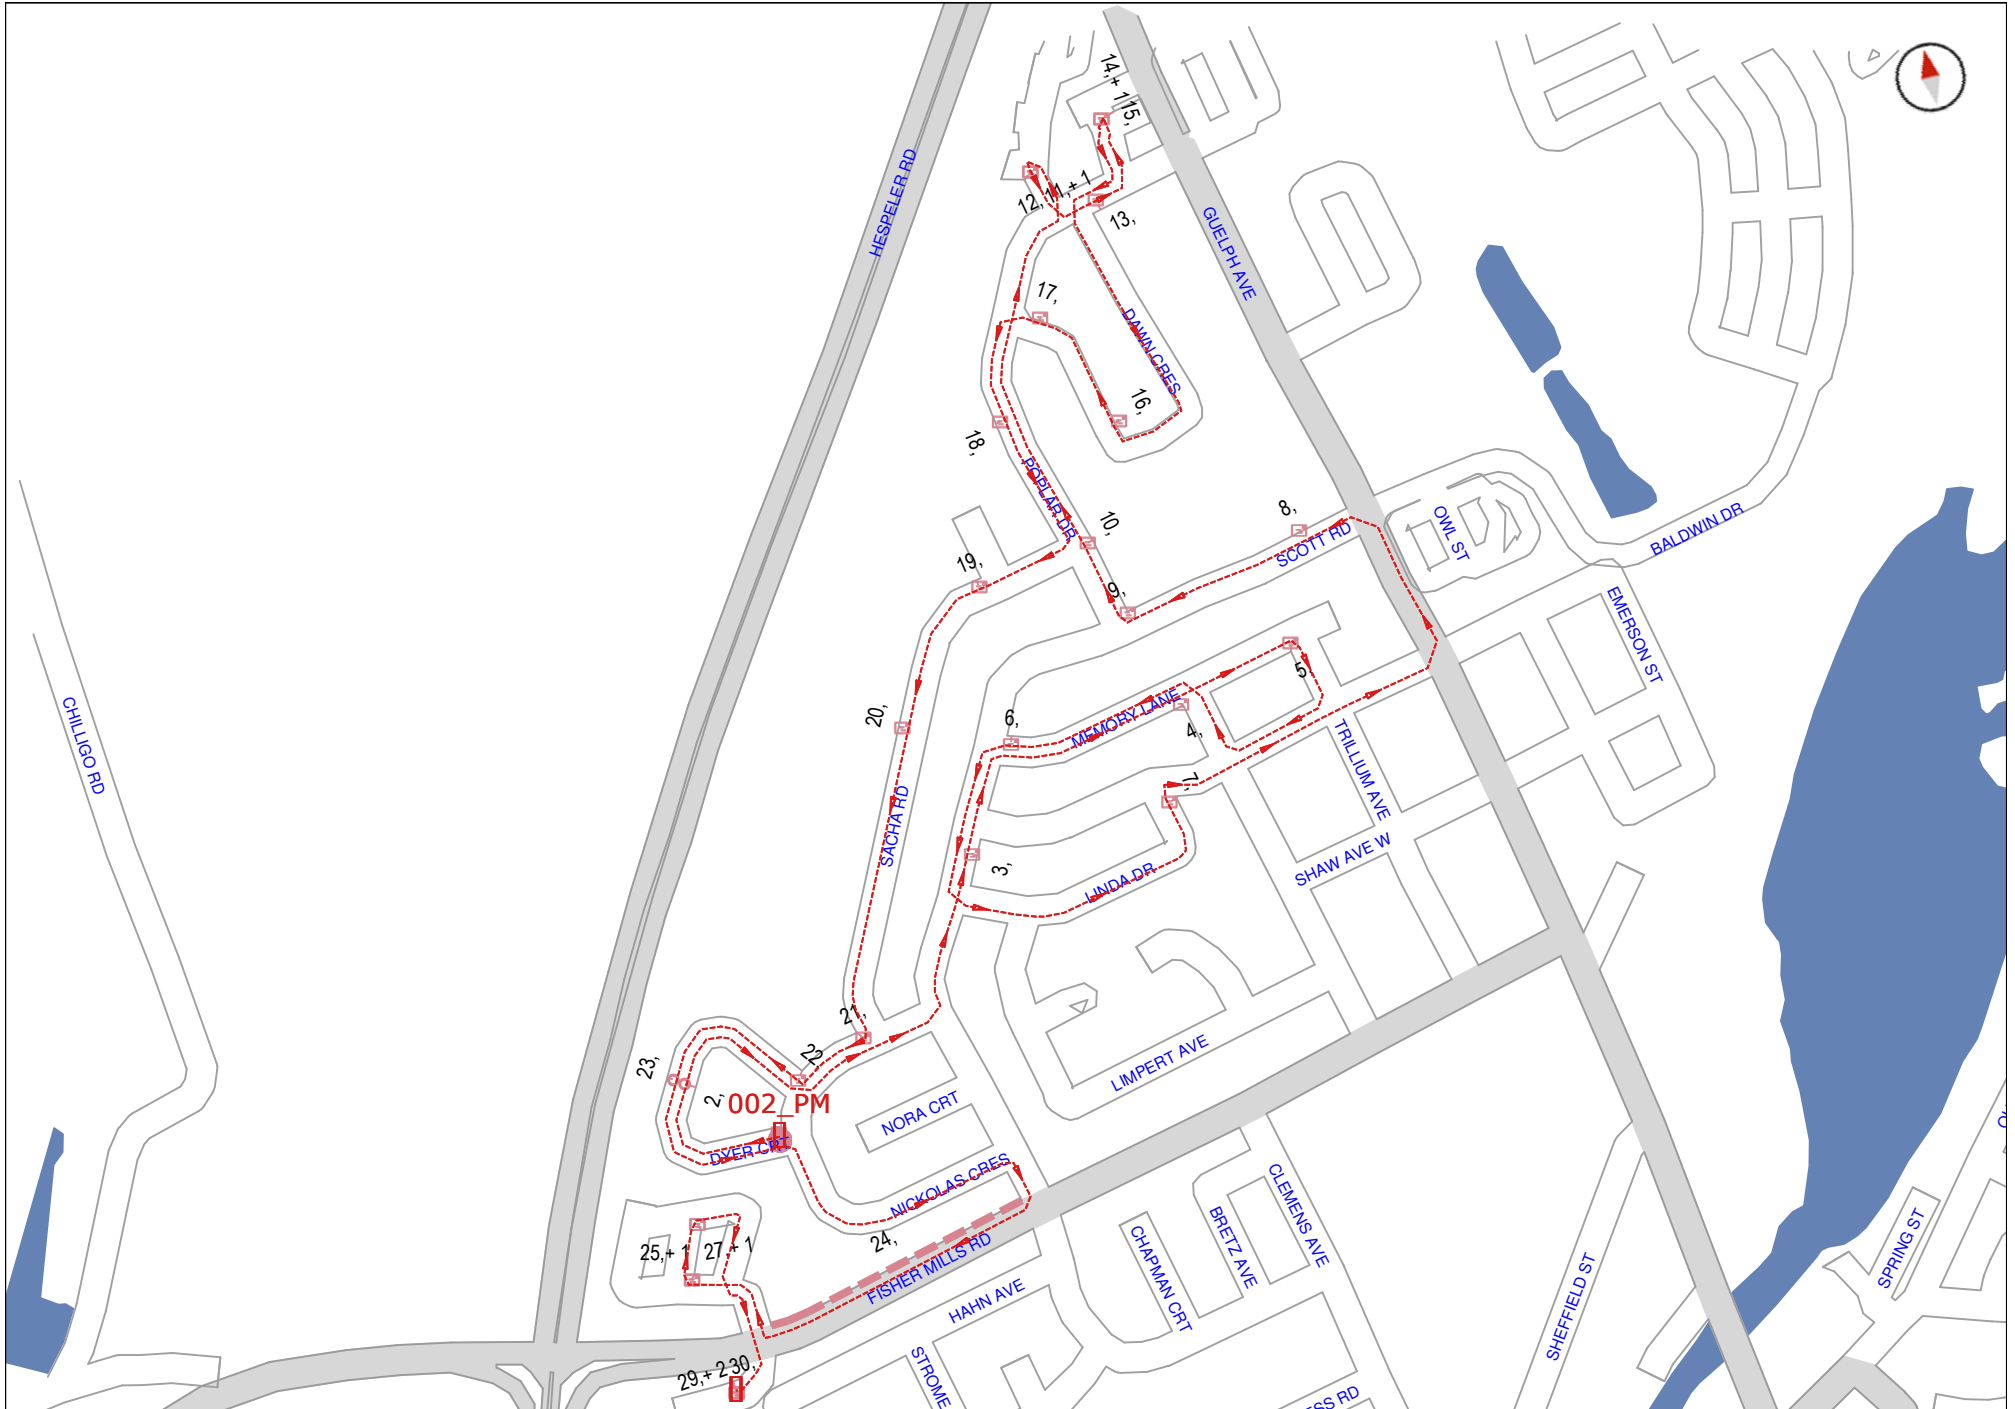 14,+ 1
15,
HESPELER RD
12,
11,+ 1
13,
GUELPH AVE
17,
DAWN CRES
16,
18,
POPLAR DR
10,
8,
SCOTT RD
OWL ST
BALDWIN DR
19,
9,
EMERSON ST
5,
20,
6,
MEMORY LANE
4,
CHILLIGO RD
7,
TRILLIUM AVE
SACHA RD
3,
LINDA DR
SHAW AVE W
21,
22
23,
2,
002_PM
LIMPERT AVE
NORA CRT
DYER CRT
NICKOLAS CRES
24,
25,+ 1
27,+ 1
FISHER MILLS RD
HAHN AVE
CHAPMAN CRT
BRETZ AVE
CLEMENS AVE
SHEFFIELD ST
SPRING ST
29,+ 2
30,
STROME
SS RD